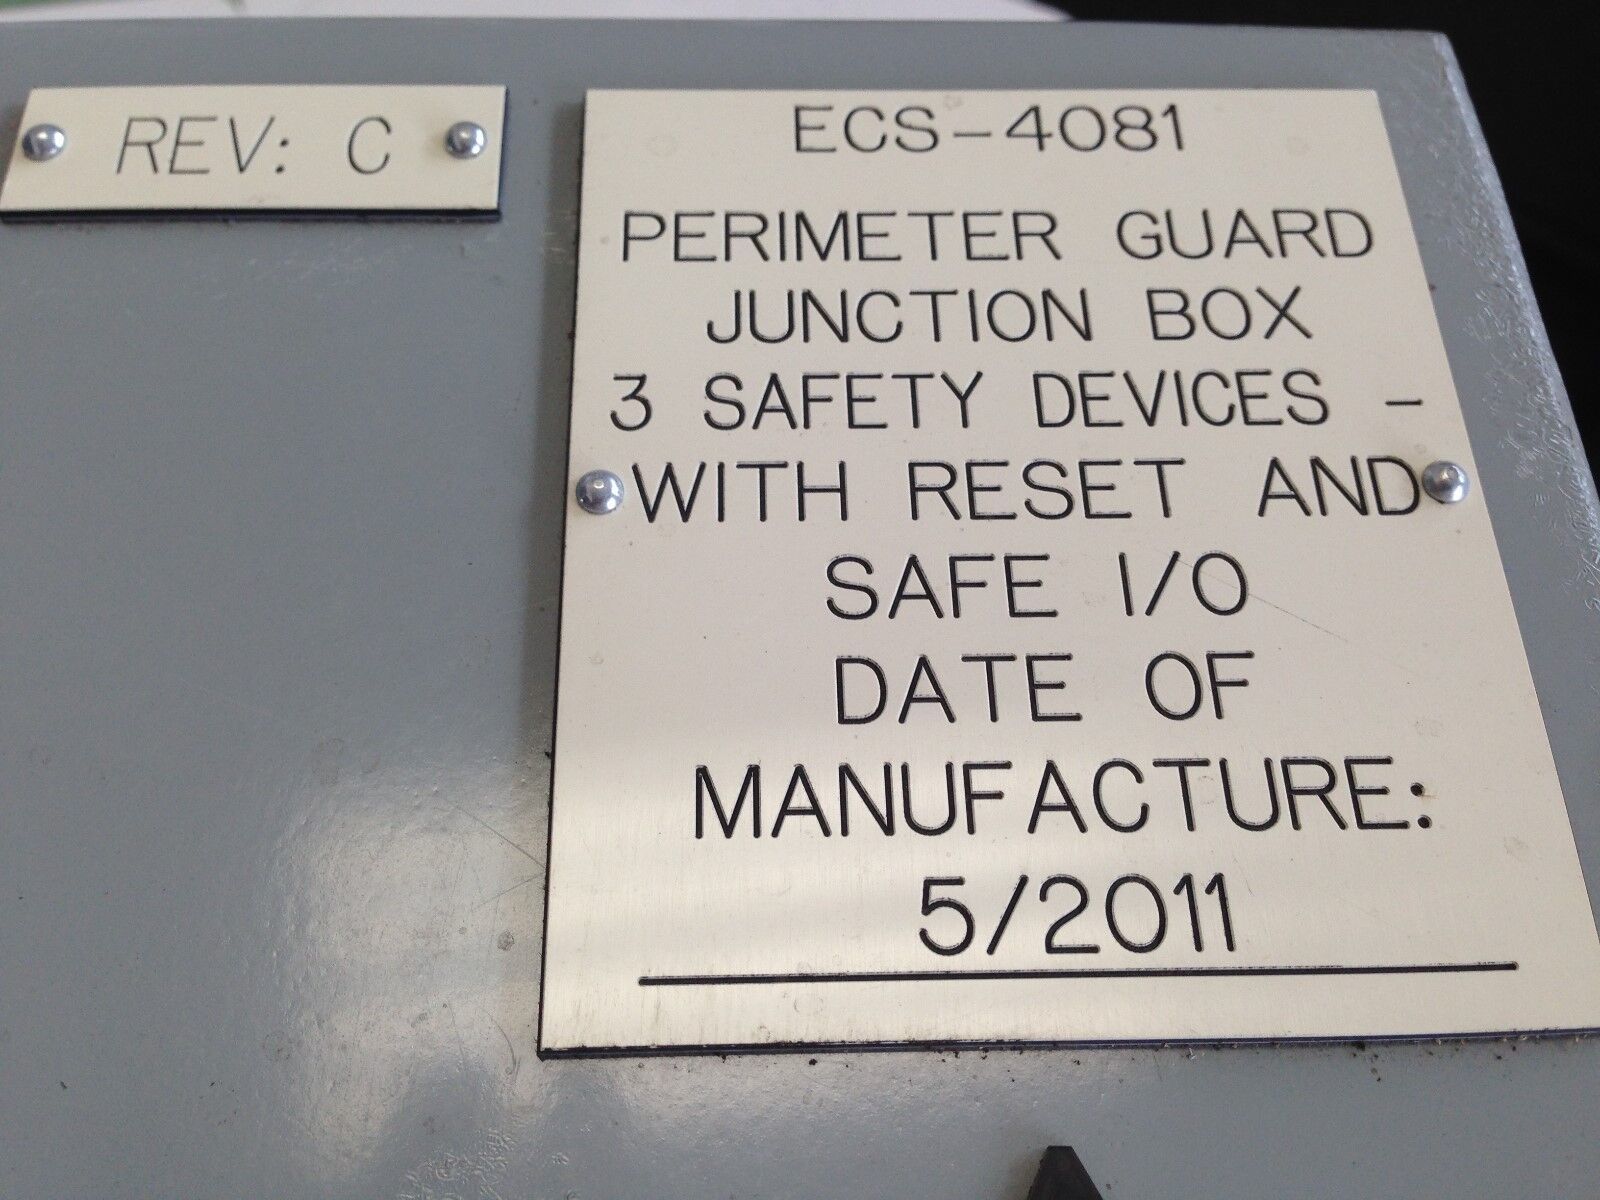 REV: C
ECS-4081
PERIMETER GUARD
JUNCTION BOX
3 SAFETY DEVICES -
WITH RESET AND
SAFE I/O
DATE OF
MANUFACTURE:
5/2011